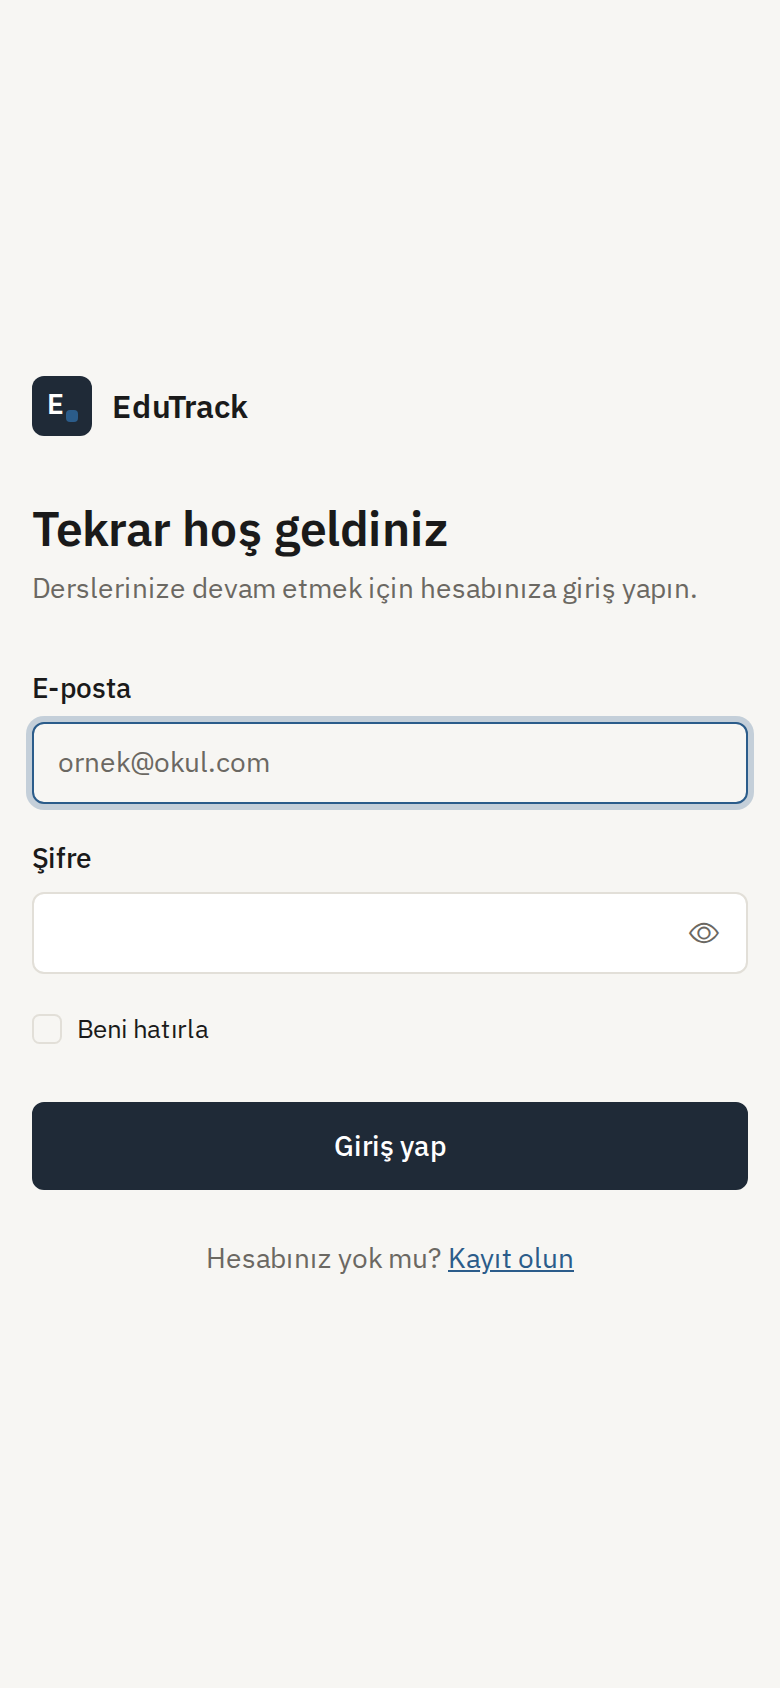 E
EduTrack
Tekrar hoş geldiniz
Derslerinize devam etmek için hesabınıza giriş yapın.
E-posta
ornek@okul.com
Şifre
Beni hatırla
Giriş yap
Hesabınız yok mu? Kayıt olun